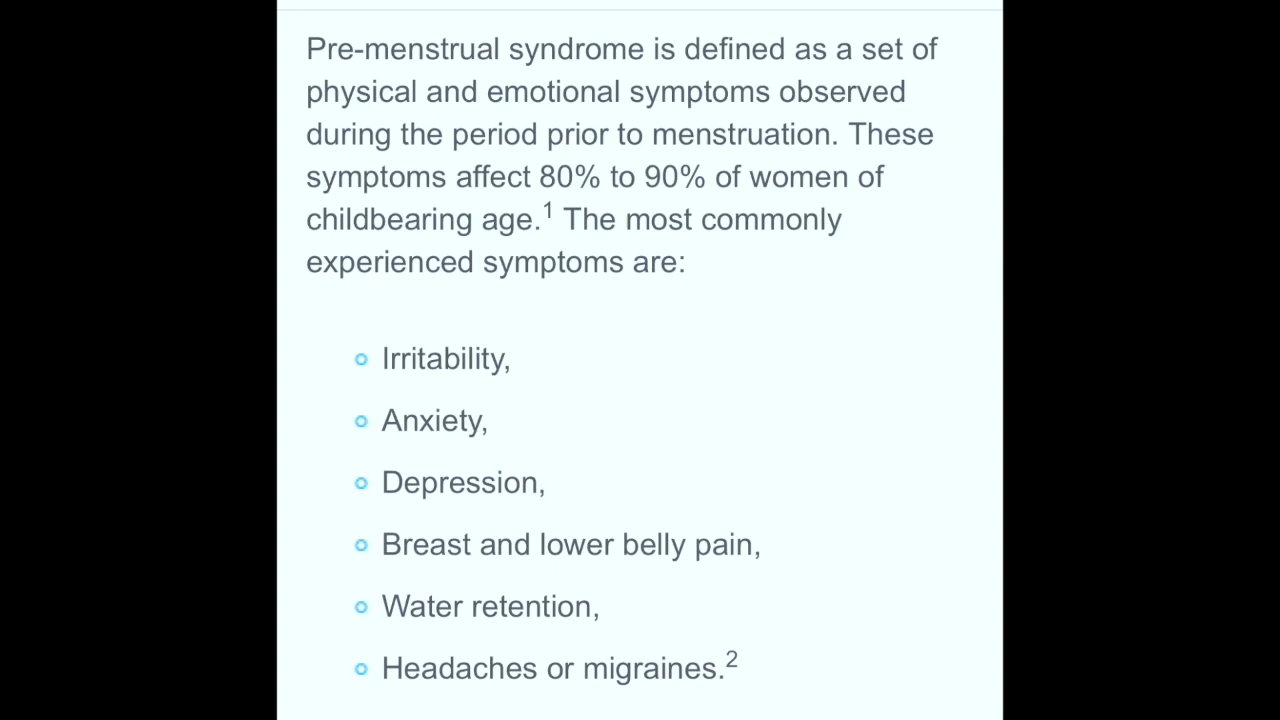 Pre-menstrual syndrome is defined as a set of
physical and emotional symptoms observed
during the period prior to menstruation. These
symptoms affect 80% to 90% of women of
childbearing age.¹ The most commonly
experienced symptoms are:
Irritability,
Anxiety,
Depression,
Breast and lower belly pain,
Water retention,
Headaches or migraines.²